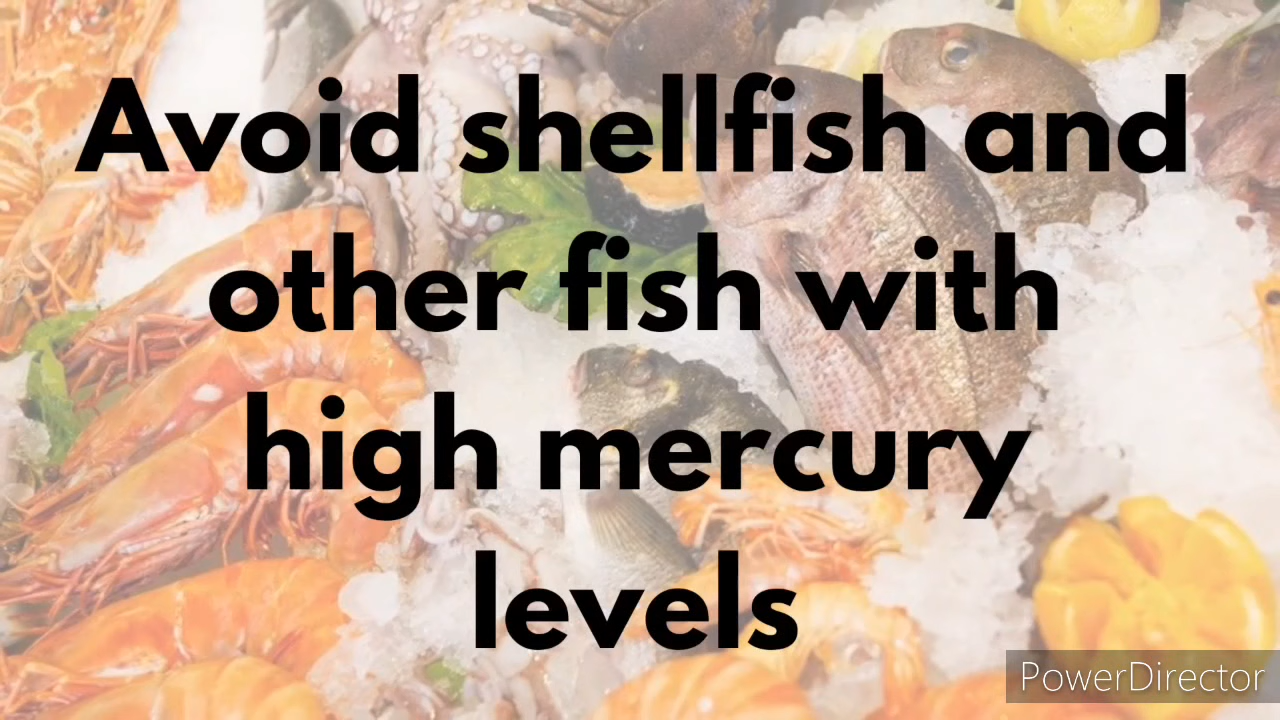 Avoid shellfish and
other fish with
high mercury
levels
PowerDirector